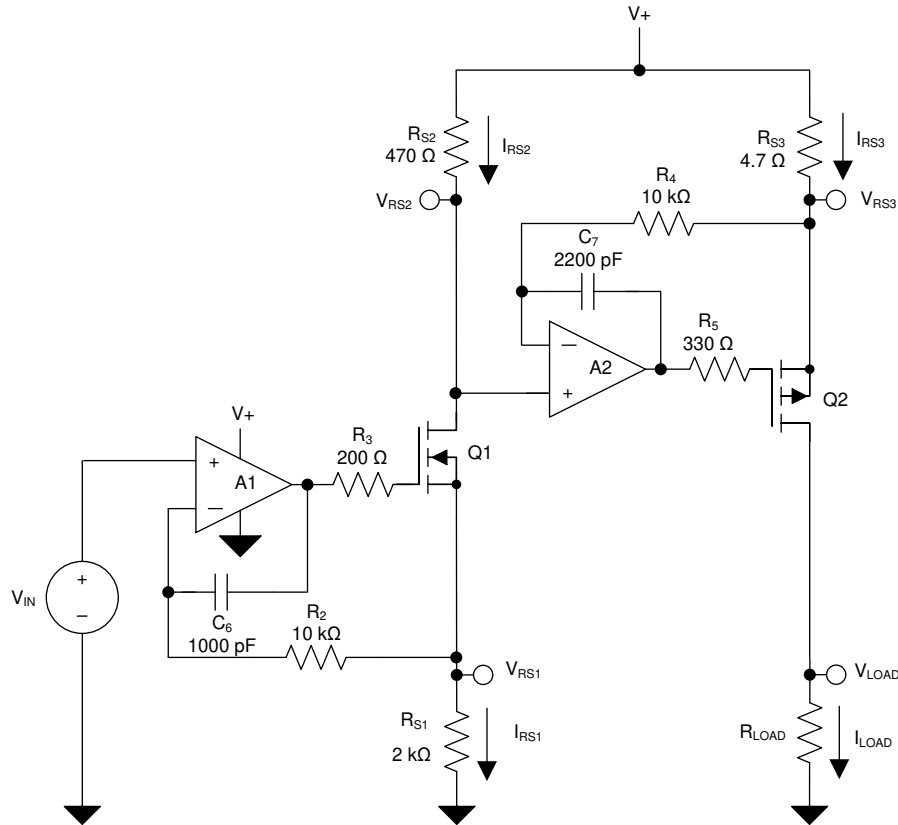 V+
RS2
470 Ω
IRS2
RS3
4.7 Ω
IRS3
VRS2
R4
10 kΩ
VRS3
C7
2200 pF
R5
330 Ω
−
A2
+
Q2
V+
R3
200 Ω
Q1
+
A1
−
VIN
+
−
C6
1000 pF
R2
10 kΩ
VRS1
VLOAD
RS1
2 kΩ
IRS1
RLOAD
ILOAD